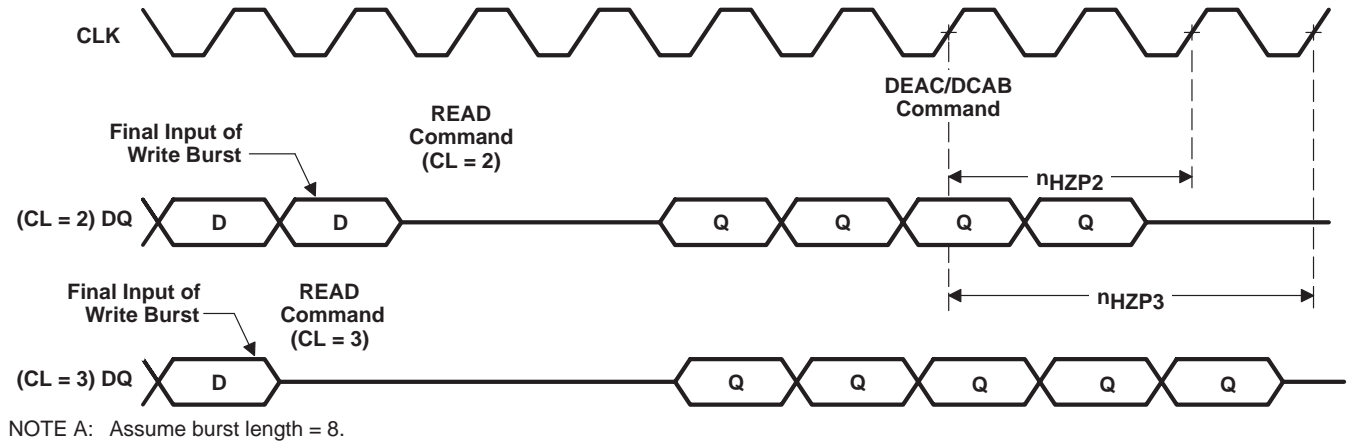 CLK
DEAC/DCAB
Command
READ
Command
(CL = 2)
Final Input of
Write Burst
nHZP2
(CL = 2) DQ
D
D
Q
Q
Q
Q
Final Input of
Write Burst
READ
Command
(CL = 3)
nHZP3
(CL = 3) DQ
D
Q
Q
Q
Q
Q
NOTE A: Assume burst length = 8.